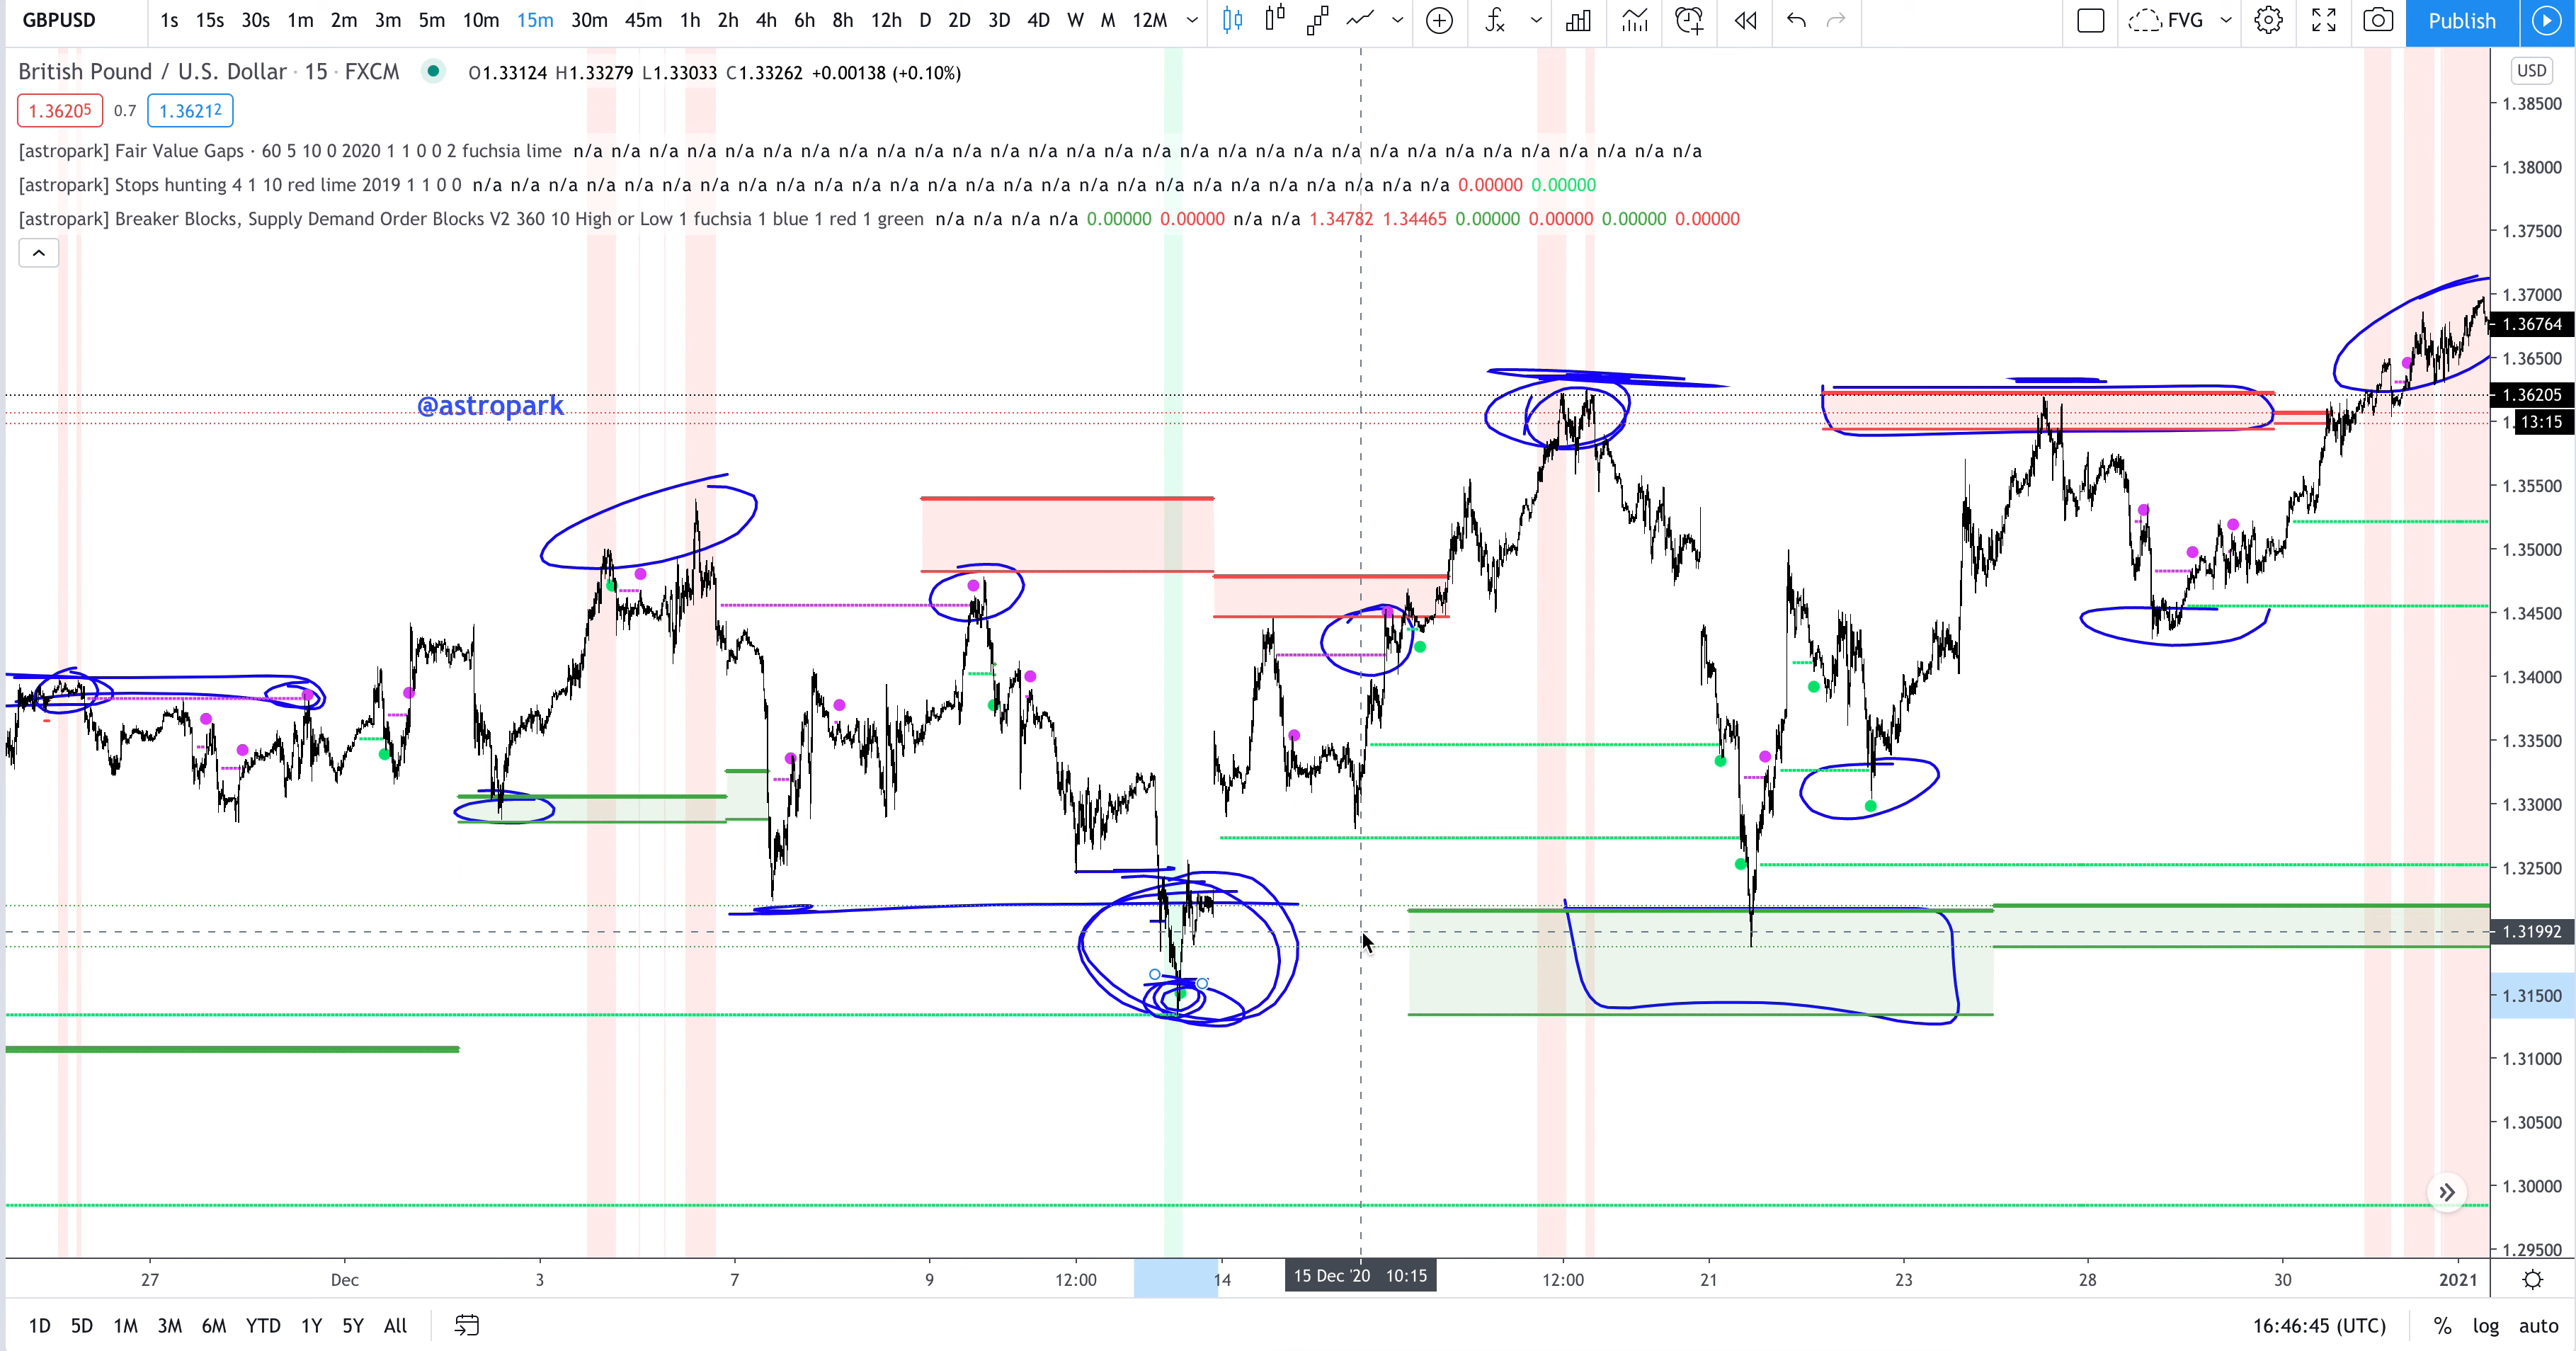 GBPUSD 1s 15s 30s 1m 2m 3m 5m 10m 15m 30m 45m 1h 2h 4h 6h 8h 12h D 2D 3D 4D W M 12M FVG Publish
British Pound / U.S. Dollar · 15 · FXCM O1.33124 H1.33279 L1.33033 C1.33262 +0.00138 (+0.10%)
1.36205 0.7 1.36212
[astropark] Fair Value Gaps · 60 5 10 0 2020 1 1 0 0 2 fuchsia lime n/a n/a n/a n/a n/a n/a n/a n/a n/a n/a n/a n/a n/a n/a n/a n/a n/a n/a n/a n/a n/a n/a n/a n/a n/a n/a n/a n/a n/a n/a
[astropark] Stops hunting 4 1 10 red lime 2019 1 1 0 0 n/a n/a n/a n/a n/a n/a n/a n/a n/a n/a n/a n/a n/a n/a n/a n/a n/a n/a n/a n/a n/a n/a n/a n/a n/a n/a 0.00000 0.00000
[astropark] Breaker Blocks, Supply Demand Order Blocks V2 360 10 High or Low 1 fuchsia 1 blue 1 red 1 green n/a n/a n/a n/a 0.00000 0.00000 n/a n/a 1.34782 1.34465 0.00000 0.00000 0.00000 0.00000
@astropark
USD
1.38500
1.38000
1.37500
1.37000
1.36764
1.36500
1.36205
13:15
1.35500
1.35000
1.34500
1.34000
1.33500
1.33000
1.32500
1.31992
1.31500
1.31000
1.30500
1.30000
1.29500
27 Dec 3 7 9 12:00 14 15 Dec '20 10:15 12:00 21 23 28 30 2021
1D 5D 1M 3M 6M YTD 1Y 5Y All 16:46:45 (UTC) % log auto